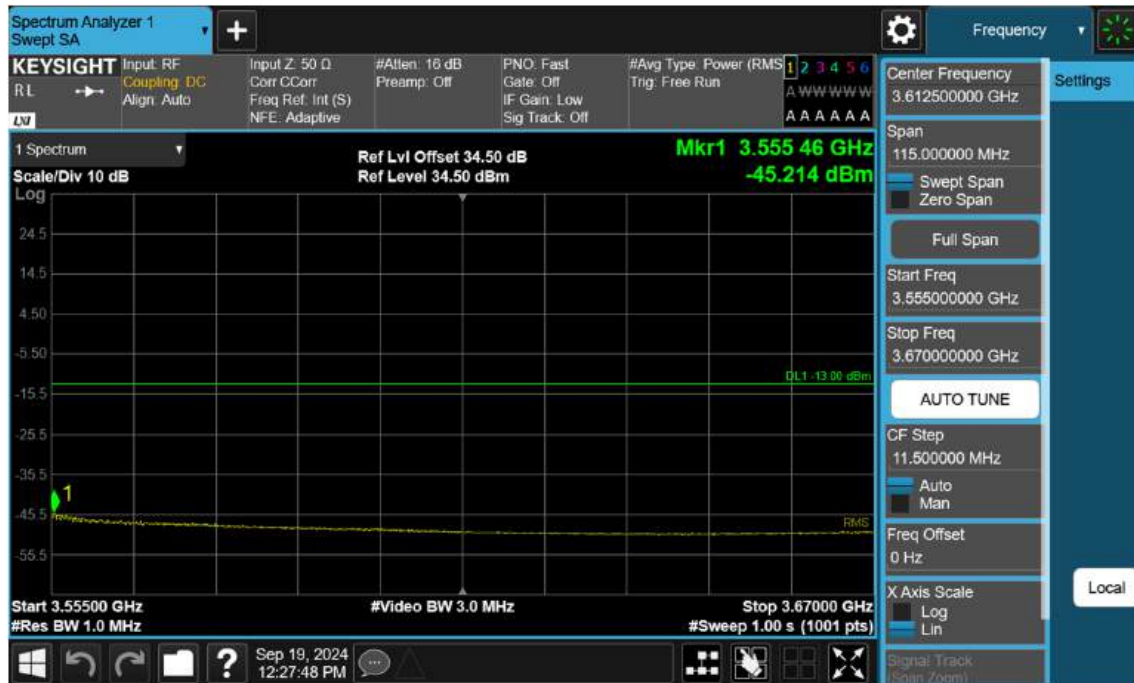 Spectrum Analyzer 1
Swept SA
Frequency
KEYSIGHT
RL
LXI
Input: RF
Coupling: DC
Align: Auto
Input Z: 50 Ω
Corr CCorr
Freq Ref: Int (S)
NFE: Adaptive
#Atten: 16 dB
Preamp: Off
PNO: Fast
Gate: Off
IF Gain: Low
Sig Track: Off
#Avg Type: Power (RMS
Trig: Free Run
1 2 3 4 5 6
A W W W W W
A A A A A A
1 Spectrum
Scale/Div 10 dB
Log
Ref Lvl Offset 34.50 dB
Ref Level 34.50 dBm
Mkr1 3.555 46 GHz
-45.214 dBm
24.5
14.5
4.50
-5.50
DL1 -13.00 dBm
-15.5
-25.5
-35.5
1
-45.5
RMS
-55.5
Start 3.55500 GHz
#Res BW 1.0 MHz
#Video BW 3.0 MHz
Stop 3.67000 GHz
#Sweep 1.00 s (1001 pts)
?
Sep 19, 2024
12:27:48 PM
Center Frequency
3.612500000 GHz
Span
115.000000 MHz
Swept Span
Zero Span
Full Span
Start Freq
3.555000000 GHz
Stop Freq
3.670000000 GHz
AUTO TUNE
CF Step
11.500000 MHz
Auto
Man
Freq Offset
0 Hz
X Axis Scale
Log
Lin
Signal Track
(Span Zoom)
Settings
Local